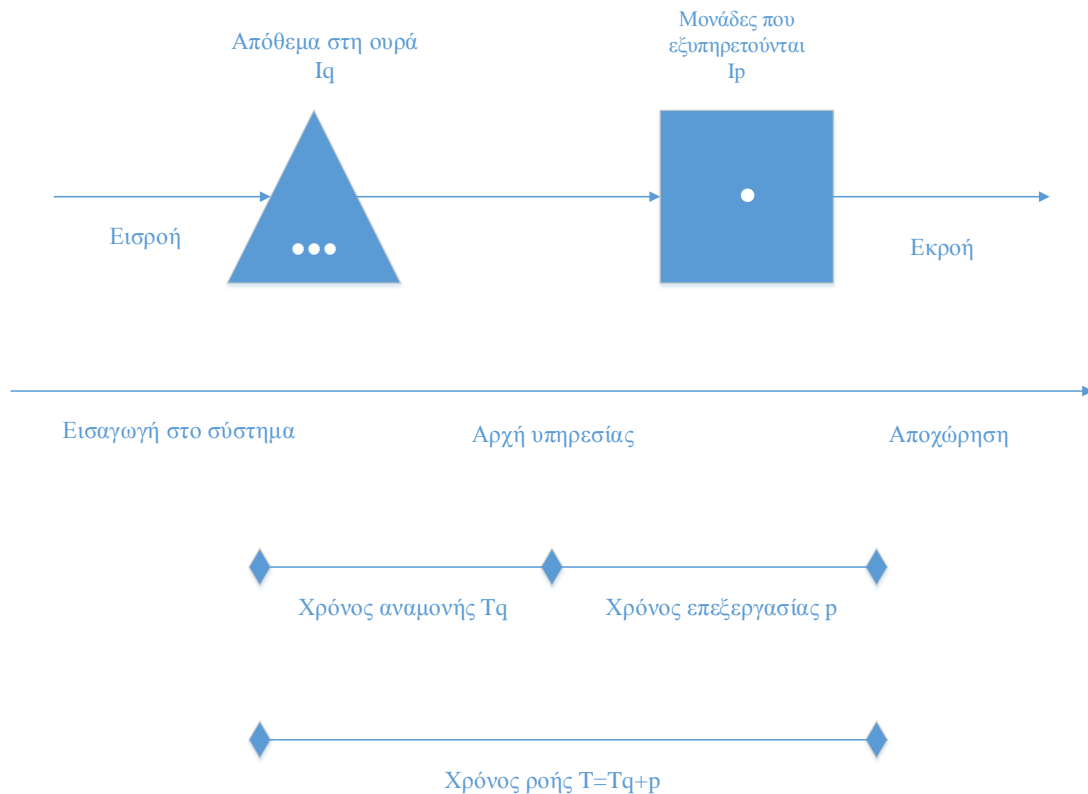 Απόθεμα στη ουρά
Iq
Μονάδες που
εξυπηρετούνται
Ip
Εισροή
Εκροή
Εισαγωγή στο σύστημα
Αρχή υπηρεσίας
Αποχώρηση
Χρόνος αναμονής Tq
Χρόνος επεξεργασίας p
Χρόνος ροής T=Tq+p